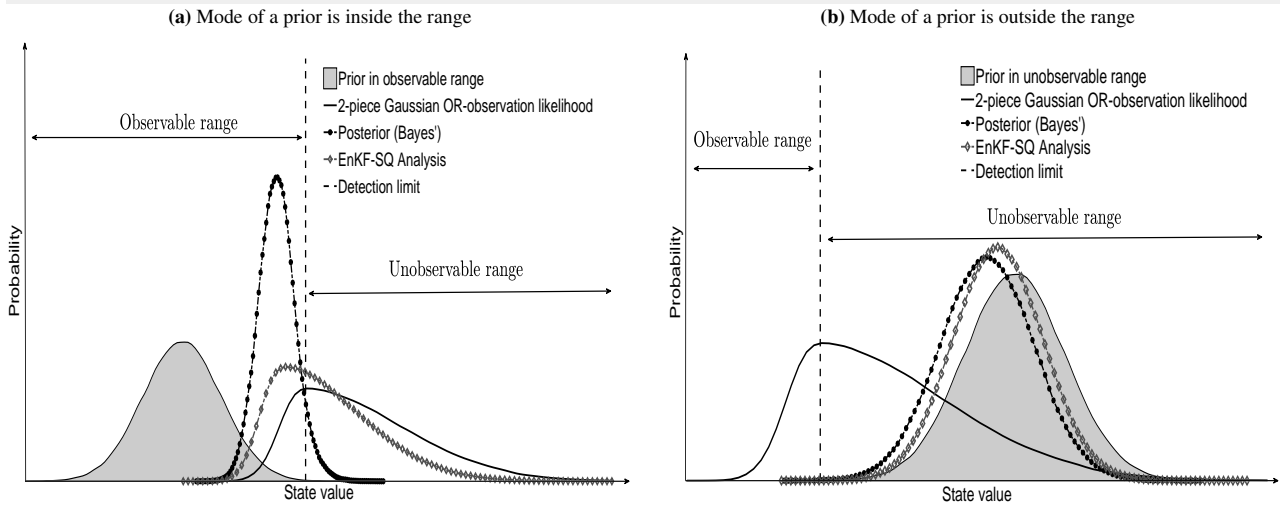 (a) Mode of a prior is inside the range
Prior in observable range
2-piece Gaussian OR-observation likelihood
Posterior (Bayes')
EnKF-SQ Analysis
Detection limit
Observable range
Unobservable range
Probability
State value
(b) Mode of a prior is outside the range
Prior in unobservable range
2-piece Gaussian OR-observation likelihood
Posterior (Bayes')
EnKF-SQ Analysis
Detection limit
Observable range
Unobservable range
Probability
State value